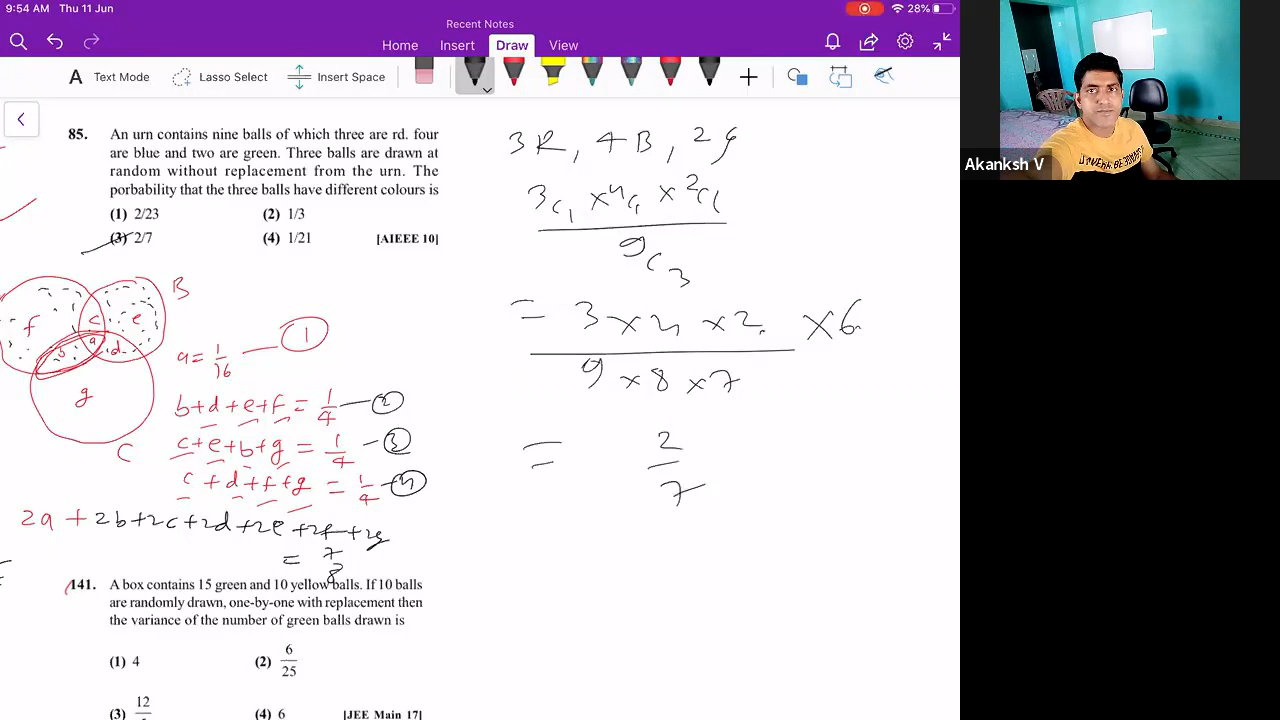 9:54 AM Thu 11 Jun
28%
Recent Notes
Home Insert Draw View
A Text Mode Lasso Select Insert Space
85. An urn contains nine balls of which three are rd. four
are blue and two are green. Three balls are drawn at
random without replacement from the urn. The
porbability that the three balls have different colours is
(1) 2/23 (2) 1/3
(3) 2/7 (4) 1/21 [AIEEE 10]
3R, 4B, 2G
3C1 × 4C1 × 2C1
9C3
= 3 × 4 × 2 × 6
9 × 8 × 7
= 2
7
B
f c e
b a d
g
C
a = 1/16 — 1
b+d+e+f = 1/4 — 2
c+e+b+g = 1/4 — 3
c+d+f+g = 1/4 — 4
2a + 2b+2c+2d+2e+2f+2g
= 7/8
141. A box contains 15 green and 10 yellow balls. If 10 balls
are randomly drawn, one-by-one with replacement then
the variance of the number of green balls drawn is
(1) 4 (2) 6/25
(3) 12 (4) 6 [JEE Main 17]
Akanksh V